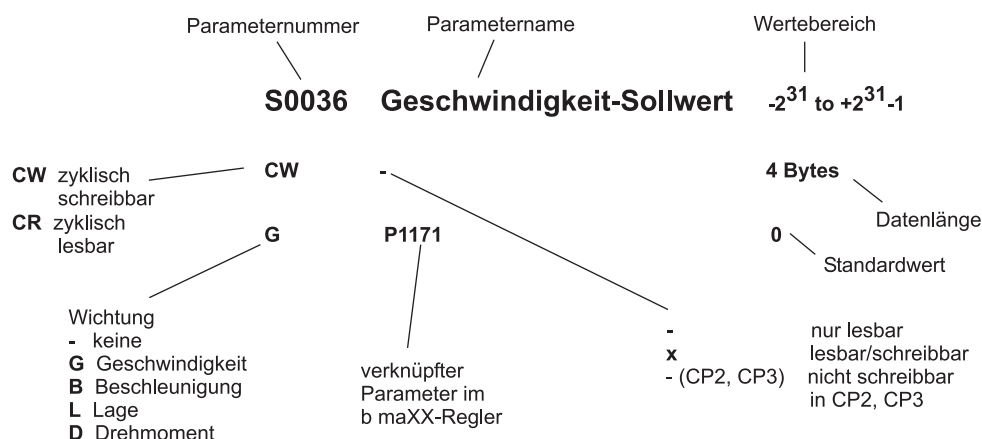 Parameternummer Parametername Wertebereich
S0036 Geschwindigkeit-Sollwert -2^31 to +2^31-1
CW zyklisch schreibbar
CR zyklisch lesbar
CW - 4 Bytes
Datenlänge
G P1171 0
Standardwert
Wichtung
- keine
G Geschwindigkeit
B Beschleunigung
L Lage
D Drehmoment
verknüpfter
Parameter im
b maXX-Regler
- nur lesbar
x lesbar/schreibbar
- (CP2, CP3) nicht schreibbar
in CP2, CP3